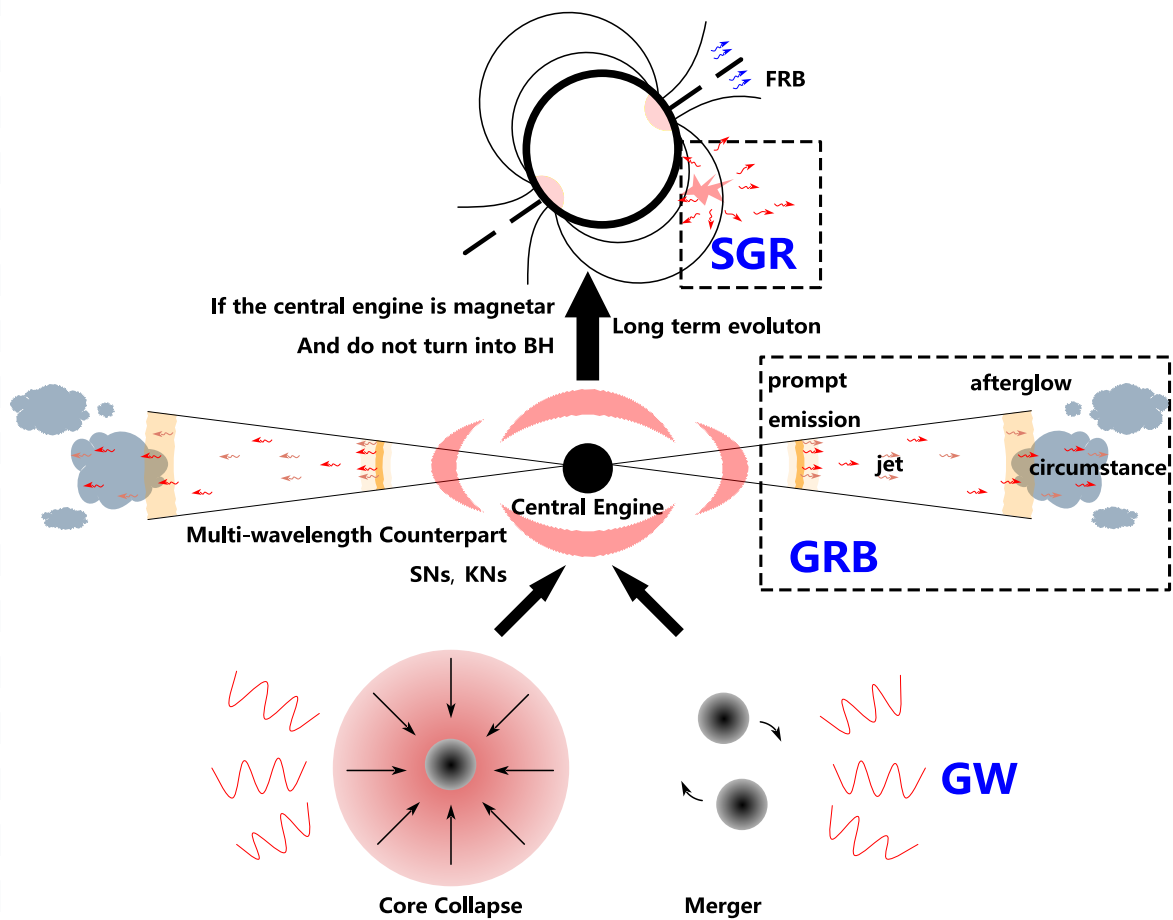 FRB
SGR
If the central engine is magnetar
And do not turn into BH
Long term evoluton
prompt
emission
afterglow
jet
circumstance
GRB
Central Engine
Multi-wavelength Counterpart
SNs, KNs
GW
Core Collapse
Merger